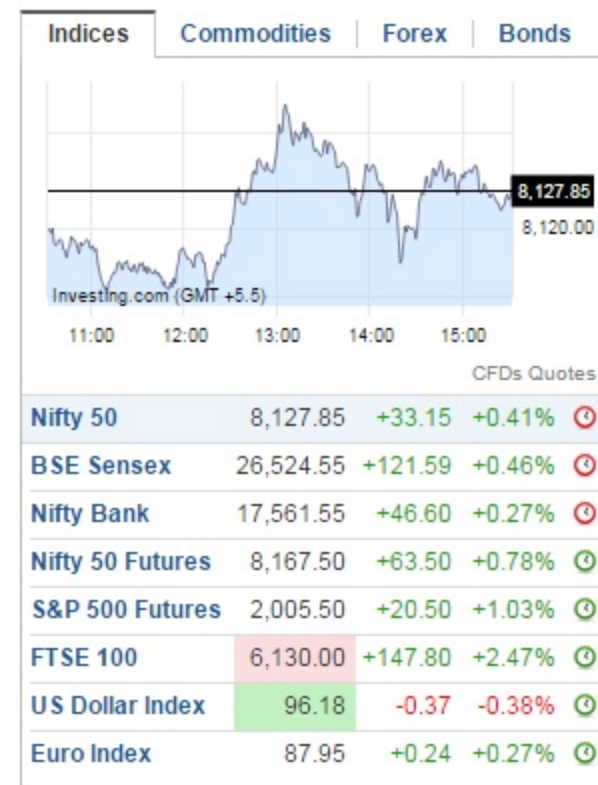 Indices Commodities Forex Bonds
8,127.85
8,120.00
Investing.com (GMT +5.5)
11:00 12:00 13:00 14:00 15:00
CFDs Quotes
Nifty 50 8,127.85 +33.15 +0.41%
BSE Sensex 26,524.55 +121.59 +0.46%
Nifty Bank 17,561.55 +46.60 +0.27%
Nifty 50 Futures 8,167.50 +63.50 +0.78%
S&P 500 Futures 2,005.50 +20.50 +1.03%
FTSE 100 6,130.00 +147.80 +2.47%
US Dollar Index 96.18 -0.37 -0.38%
Euro Index 87.95 +0.24 +0.27%